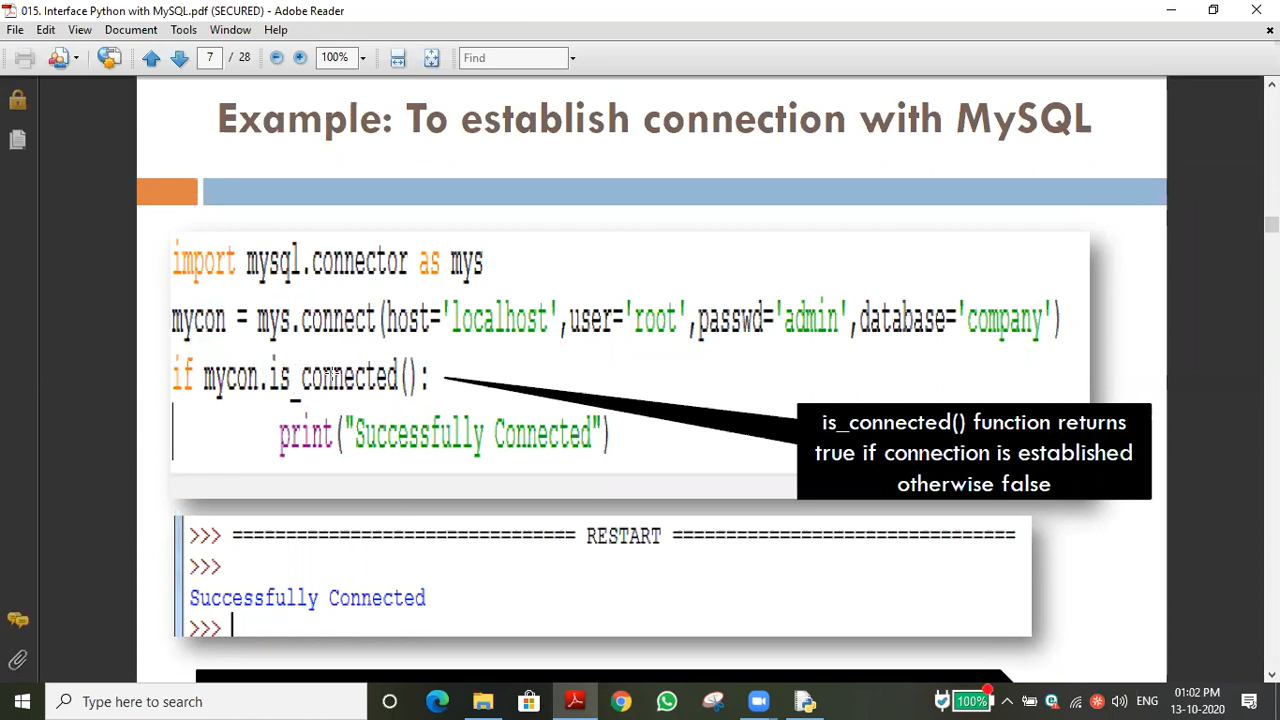 015. Interface Python with MySQL.pdf (SECURED) - Adobe Reader
File Edit View Document Tools Window Help
7 / 28 100% Find
Example: To establish connection with MySQL
import mysql.connector as mys
mycon = mys.connect(host='localhost',user='root',passwd='admin',database='company')
if mycon.is_connected():
print("Successfully Connected")
is_connected() function returns
true if connection is established
otherwise false
>>> ================================ RESTART ================================
>>>
Successfully Connected
>>>
Type here to search
100%
ENG
01:02 PM
13-10-2020